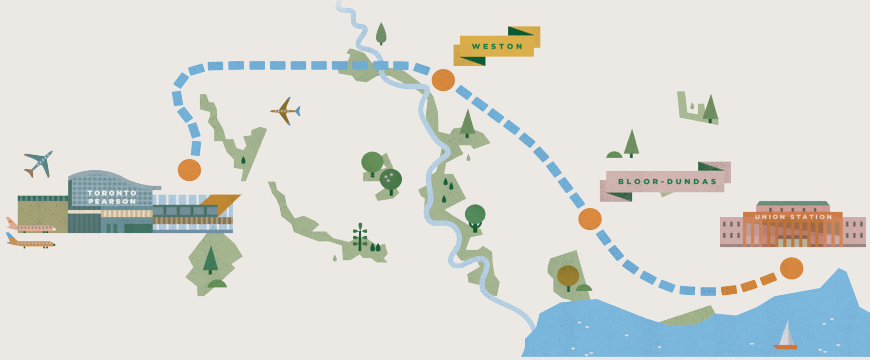 WESTON
TORONTO
PEARSON
BLOOR-DUNDAS
UNION STATION